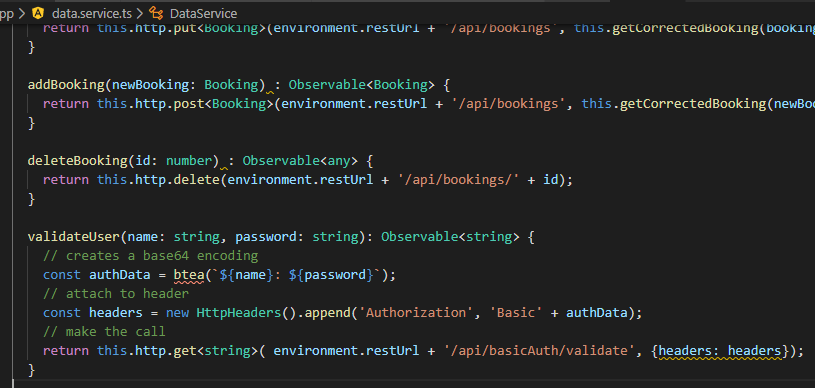 pp > data.service.ts > DataService
return this.http.put<Booking>(environment.restUrl + '/api/bookings', this.getCorrectedBooking(booking
}
addBooking(newBooking: Booking) : Observable<Booking> {
return this.http.post<Booking>(environment.restUrl + '/api/bookings', this.getCorrectedBooking(newBoo
}
deleteBooking(id: number) : Observable<any> {
return this.http.delete(environment.restUrl + '/api/bookings/' + id);
}
validateUser(name: string, password: string): Observable<string> {
// creates a base64 encoding
const authData = btea(`${name}: ${password}`);
// attach to header
const headers = new HttpHeaders().append('Authorization', 'Basic' + authData);
// make the call
return this.http.get<string>( environment.restUrl + '/api/basicAuth/validate', {headers: headers});
}